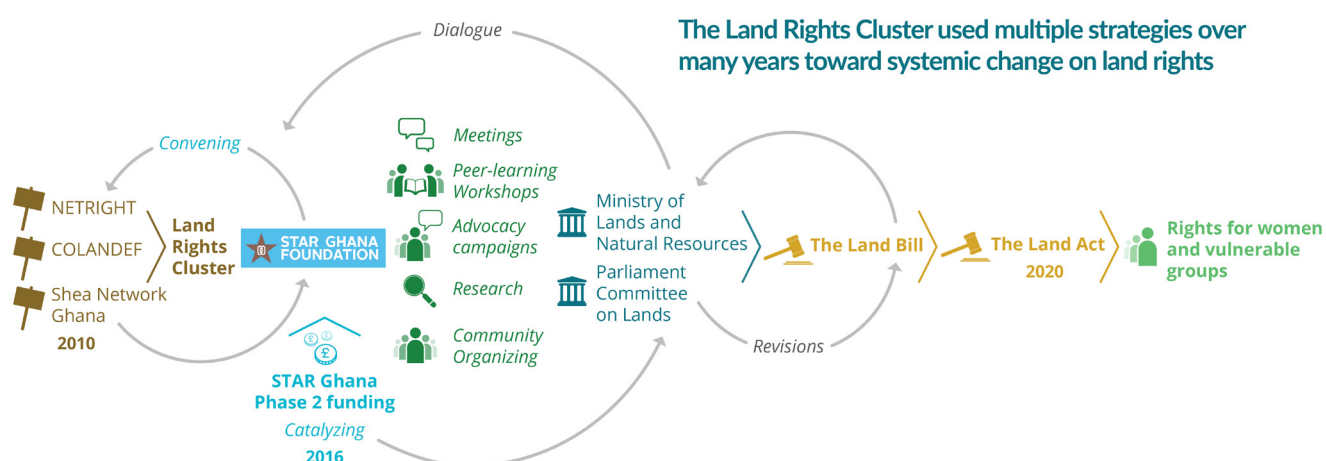 The Land Rights Cluster used multiple strategies over
many years toward systemic change on land rights
Dialogue
Convening
NETRIGHT
COLANDEF
Shea Network
Ghana
2010
Land
Rights
Cluster
STAR GHANA
FOUNDATION
STAR Ghana
Phase 2 funding
Catalyzing
2016
Meetings
Peer-learning
Workshops
Advocacy
campaigns
Research
Community
Organizing
Ministry of
Lands and
Natural Resources
Parliament
Committee
on Lands
Revisions
The Land Bill
The Land Act
2020
Rights for women
and vulnerable
groups